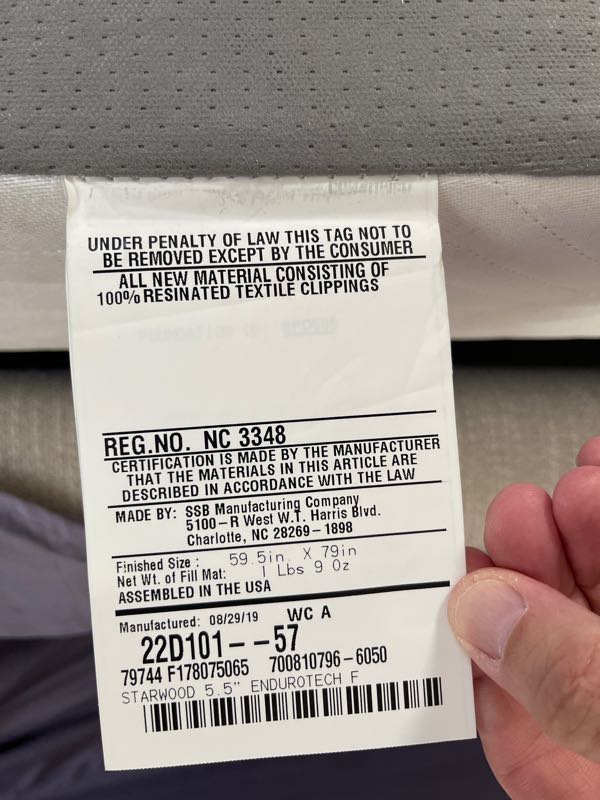 UNDER PENALTY OF LAW THIS TAG NOT TO
BE REMOVED EXCEPT BY THE CONSUMER
ALL NEW MATERIAL CONSISTING OF
100% RESINATED TEXTILE CLIPPINGS
REG.NO. NC 3348
CERTIFICATION IS MADE BY THE MANUFACTURER
THAT THE MATERIALS IN THIS ARTICLE ARE
DESCRIBED IN ACCORDANCE WITH THE LAW
MADE BY: SSB Manufacturing Company
5100-R West W.T. Harris Blvd.
Charlotte, NC 28269-1898
Finished Size : 59.5in. X 79in
Net Wt. of Fill Mat: 1 Lbs 9 Oz
ASSEMBLED IN THE USA
Manufactured: 08/29/19 WC A
22D101--57
79744 F178075065 700810796-6050
STARWOOD 5.5" ENDUROTECH F